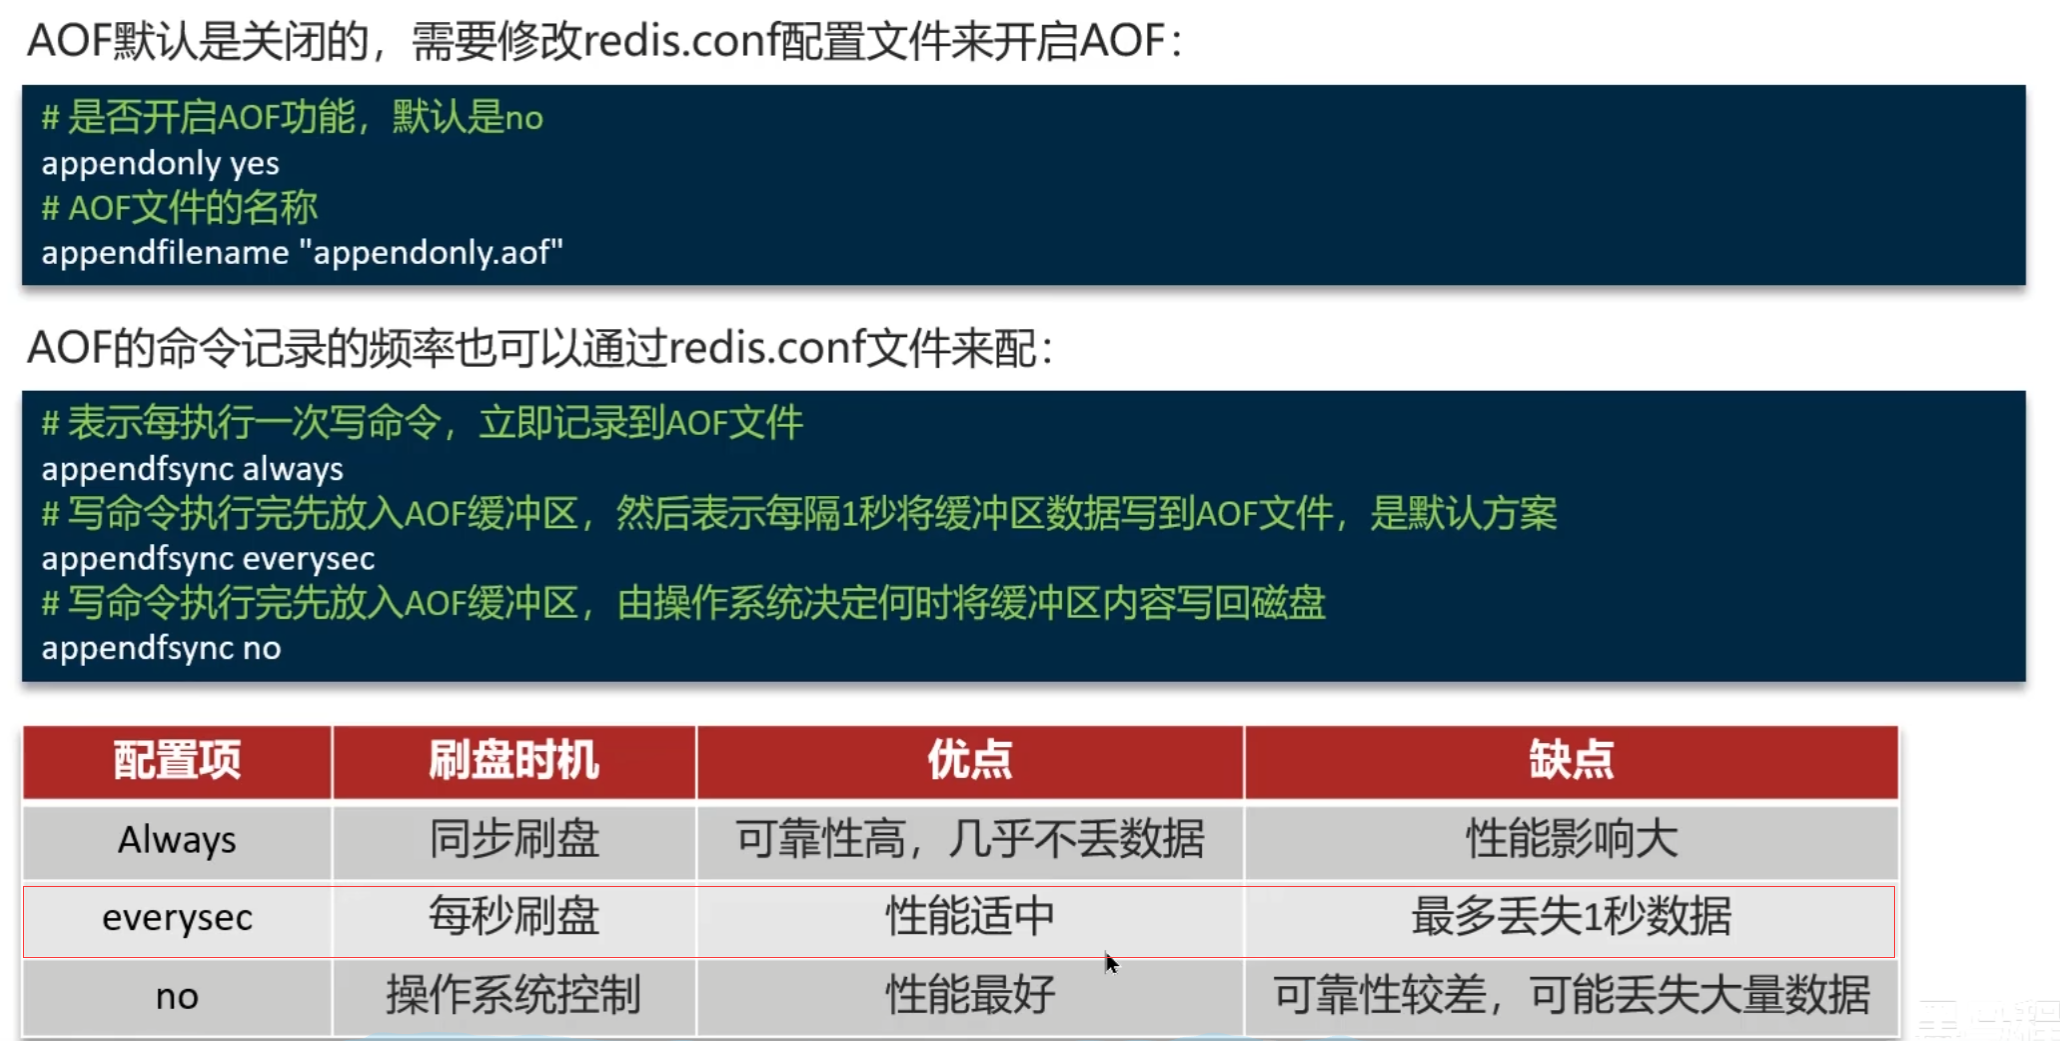 AOF默认是关闭的，需要修改redis.conf配置文件来开启AOF：
# 是否开启AOF功能，默认是no
appendonly yes
# AOF文件的名称
appendfilename "appendonly.aof"
AOF的命令记录的频率也可以通过redis.conf文件来配：
# 表示每执行一次写命令，立即记录到AOF文件
appendfsync always
# 写命令执行完先放入AOF缓冲区，然后表示每隔1秒将缓冲区数据写到AOF文件，是默认方案
appendfsync everysec
# 写命令执行完先放入AOF缓冲区，由操作系统决定何时将缓冲区内容写回磁盘
appendfsync no
配置项 刷盘时机 优点 缺点
Always 同步刷盘 可靠性高，几乎不丢数据 性能影响大
everysec 每秒刷盘 性能适中 最多丢失1秒数据
no 操作系统控制 性能最好 可靠性较差，可能丢失大量数据